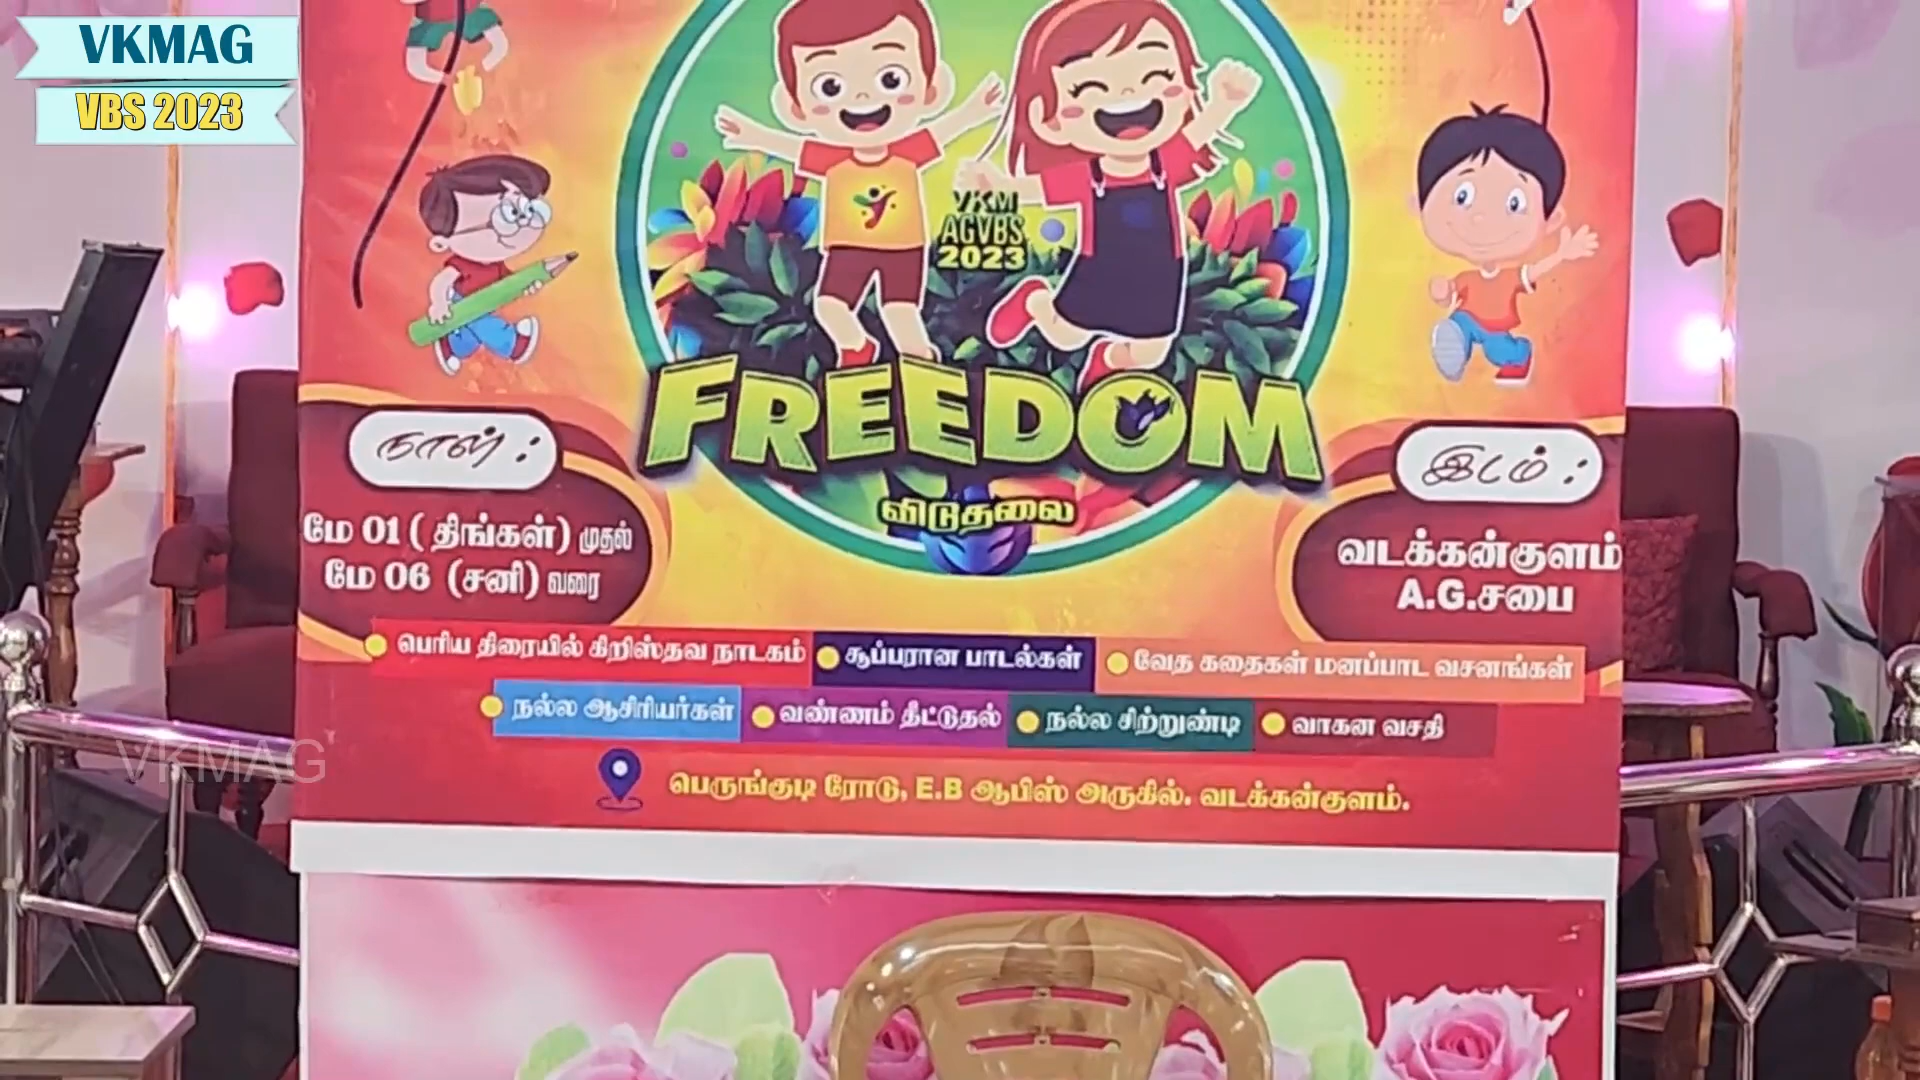 VKMAG
VBS 2023
VKM
AGVBS
2023
FREEDOM
விடுதலை
நாள் :
மே 01 ( திங்கள்) முதல்
மே 06 (சனி) வரை
இடம் :
வடக்கன்குளம்
A.G.சபை
பெரிய திரையில் கிறிஸ்தவ நாடகம்
சூப்பரான பாடல்கள்
வேத கதைகள் மனப்பாட வசனங்கள்
நல்ல ஆசிரியர்கள்
வண்ணம் தீட்டுதல்
நல்ல சிற்றுண்டி
வாகன வசதி
VKMAG
பெருங்குடி ரோடு, E.B ஆபிஸ் அருகில். வடக்கன்குளம்.